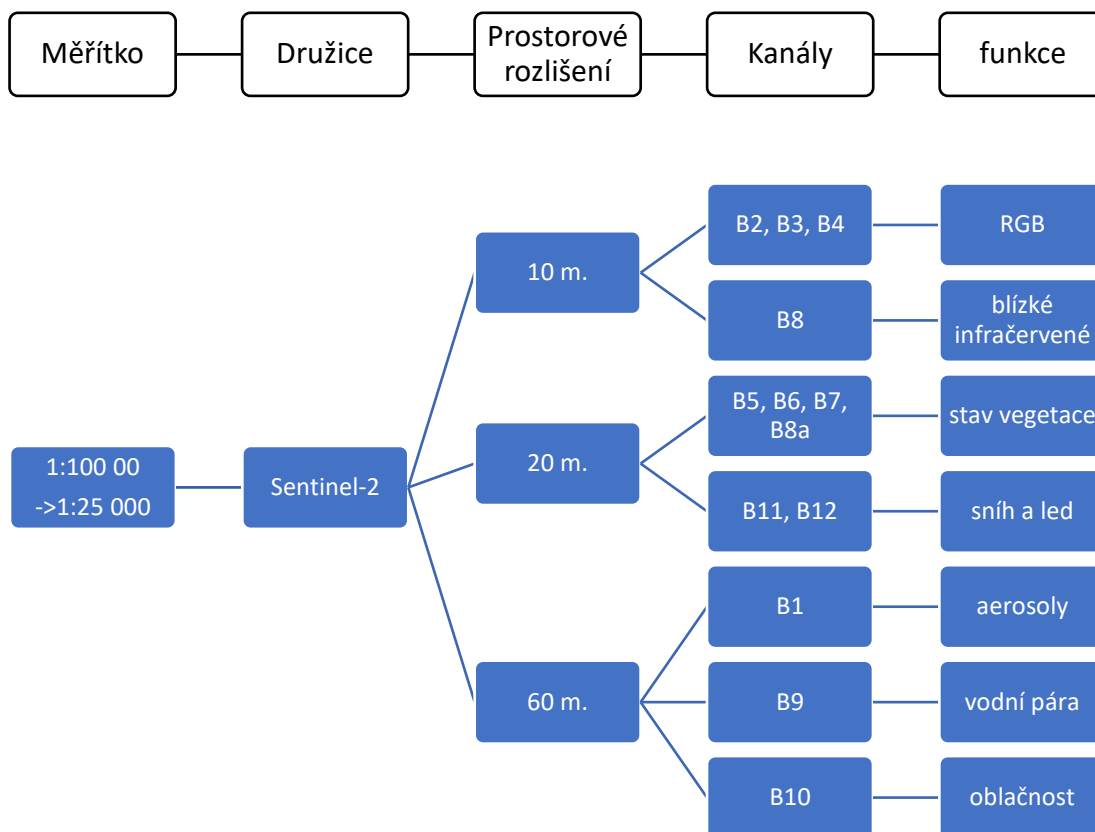 Měřítko
Družice
Prostorové
rozlišení
Kanály
funkce
1:100 00
->1:25 000
Sentinel-2
10 m.
B2, B3, B4
RGB
B8
blízké
infračervené
20 m.
B5, B6, B7,
B8a
stav vegetace
B11, B12
sníh a led
60 m.
B1
aerosoly
B9
vodní pára
B10
oblačnost